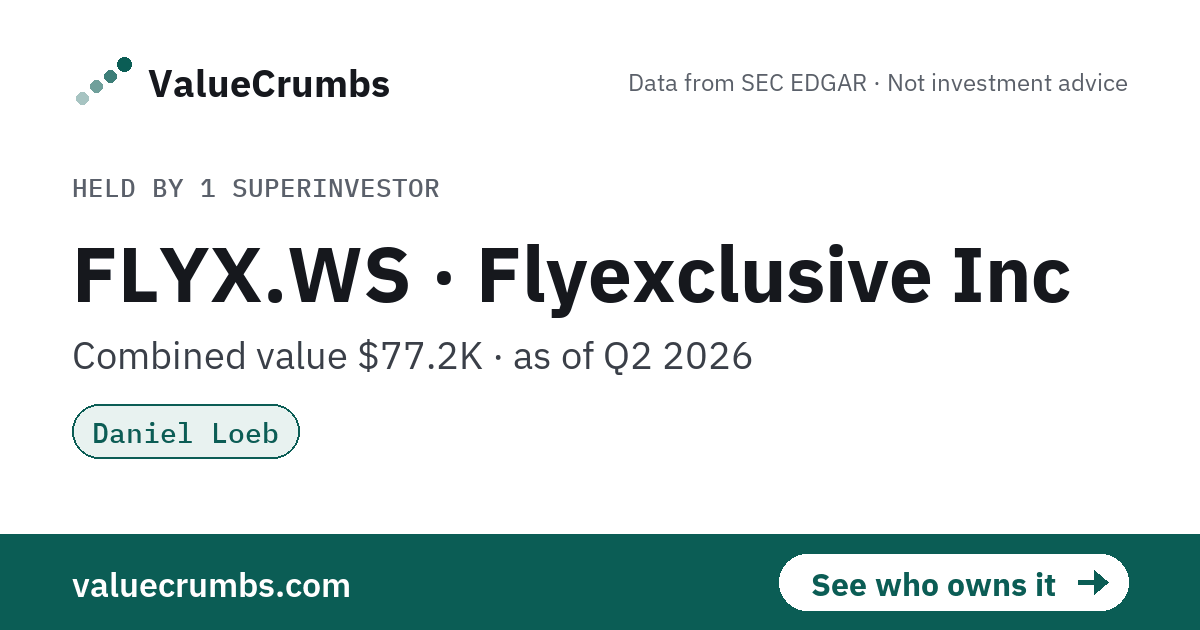 ValueCrumbs
Data from SEC EDGAR · Not investment advice
HELD BY 1 SUPERINVESTOR
FLYX.WS · Flyexclusive Inc
Combined value $77.2K · as of Q2 2026
Daniel Loeb
valuecrumbs.com
See who owns it →